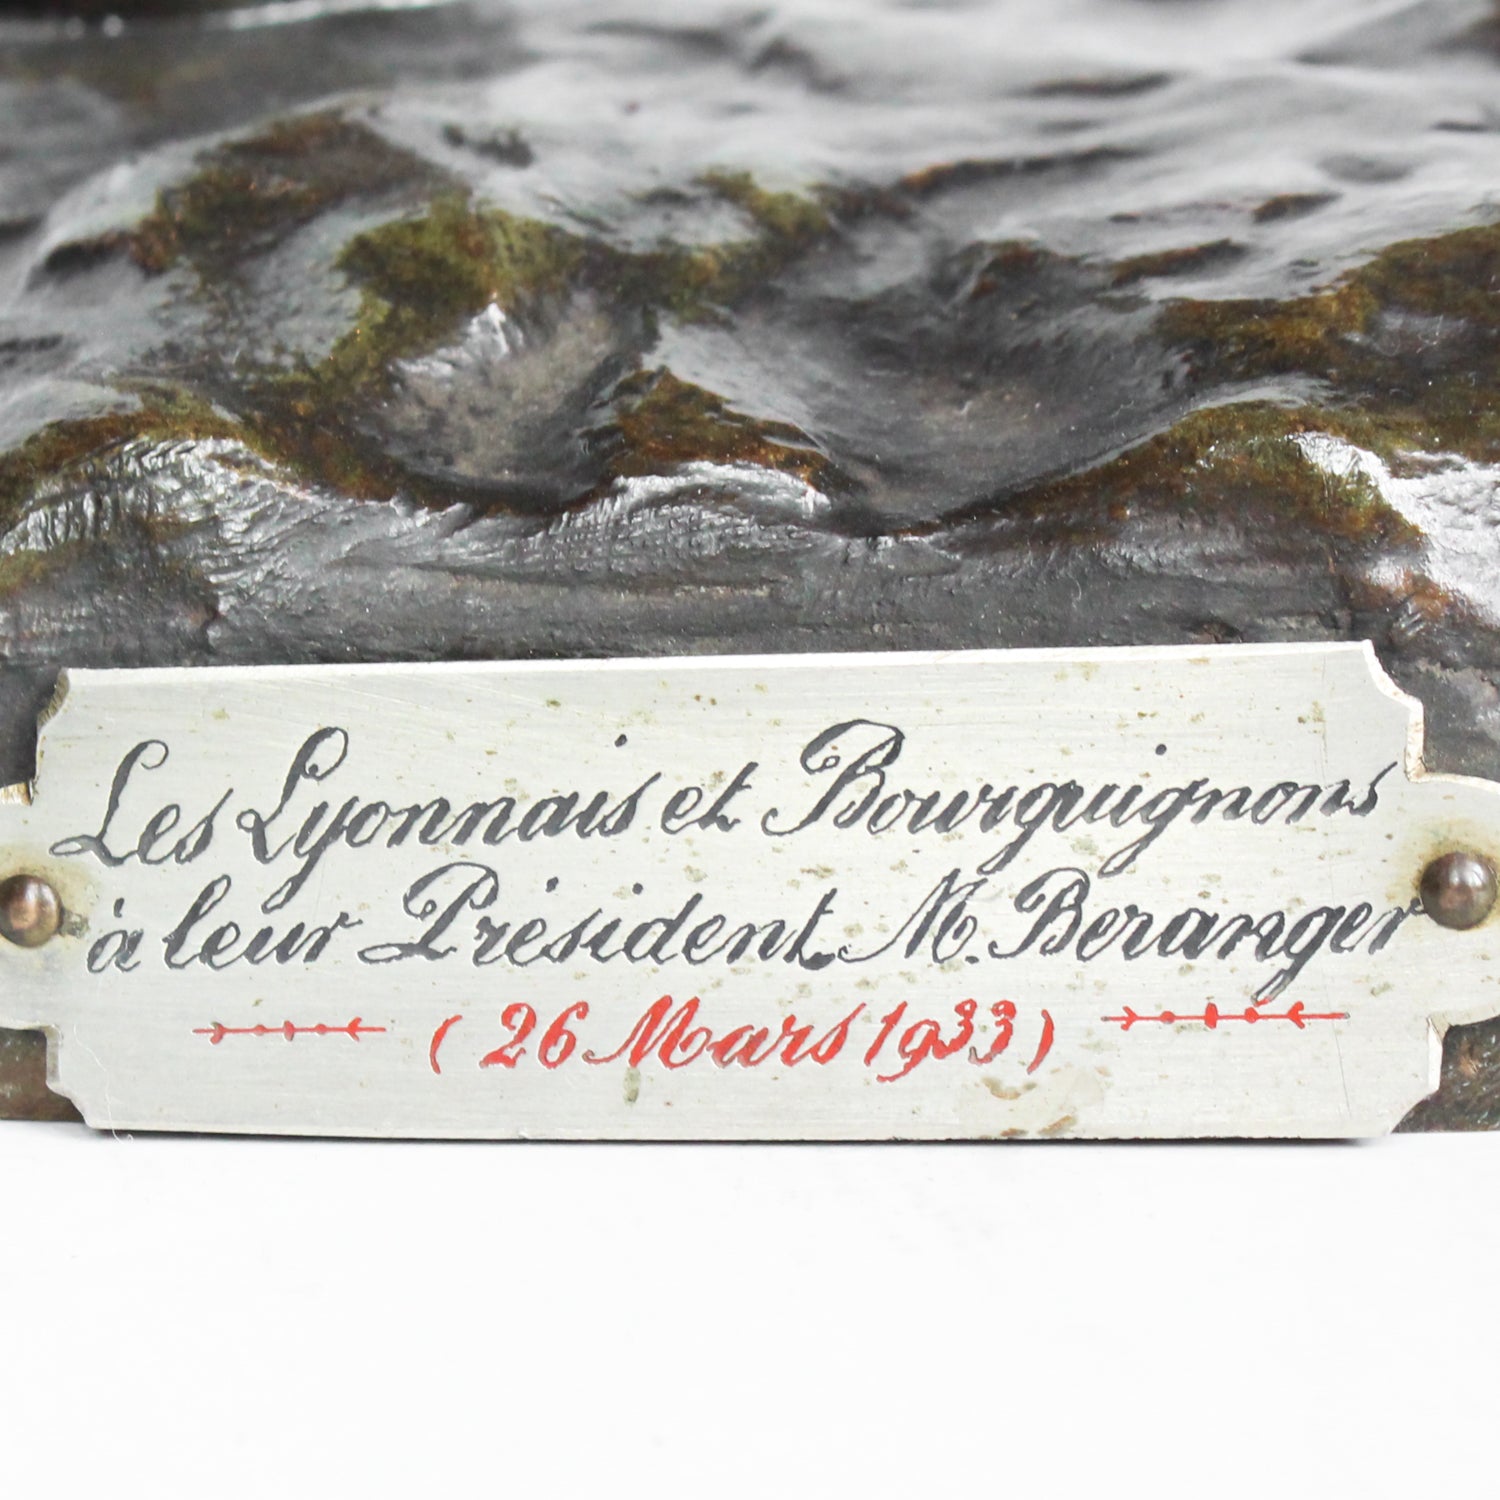 Les Lyonnais et Bourguignons
à leur Président M. Beranger
( 26 Mars 1933 )